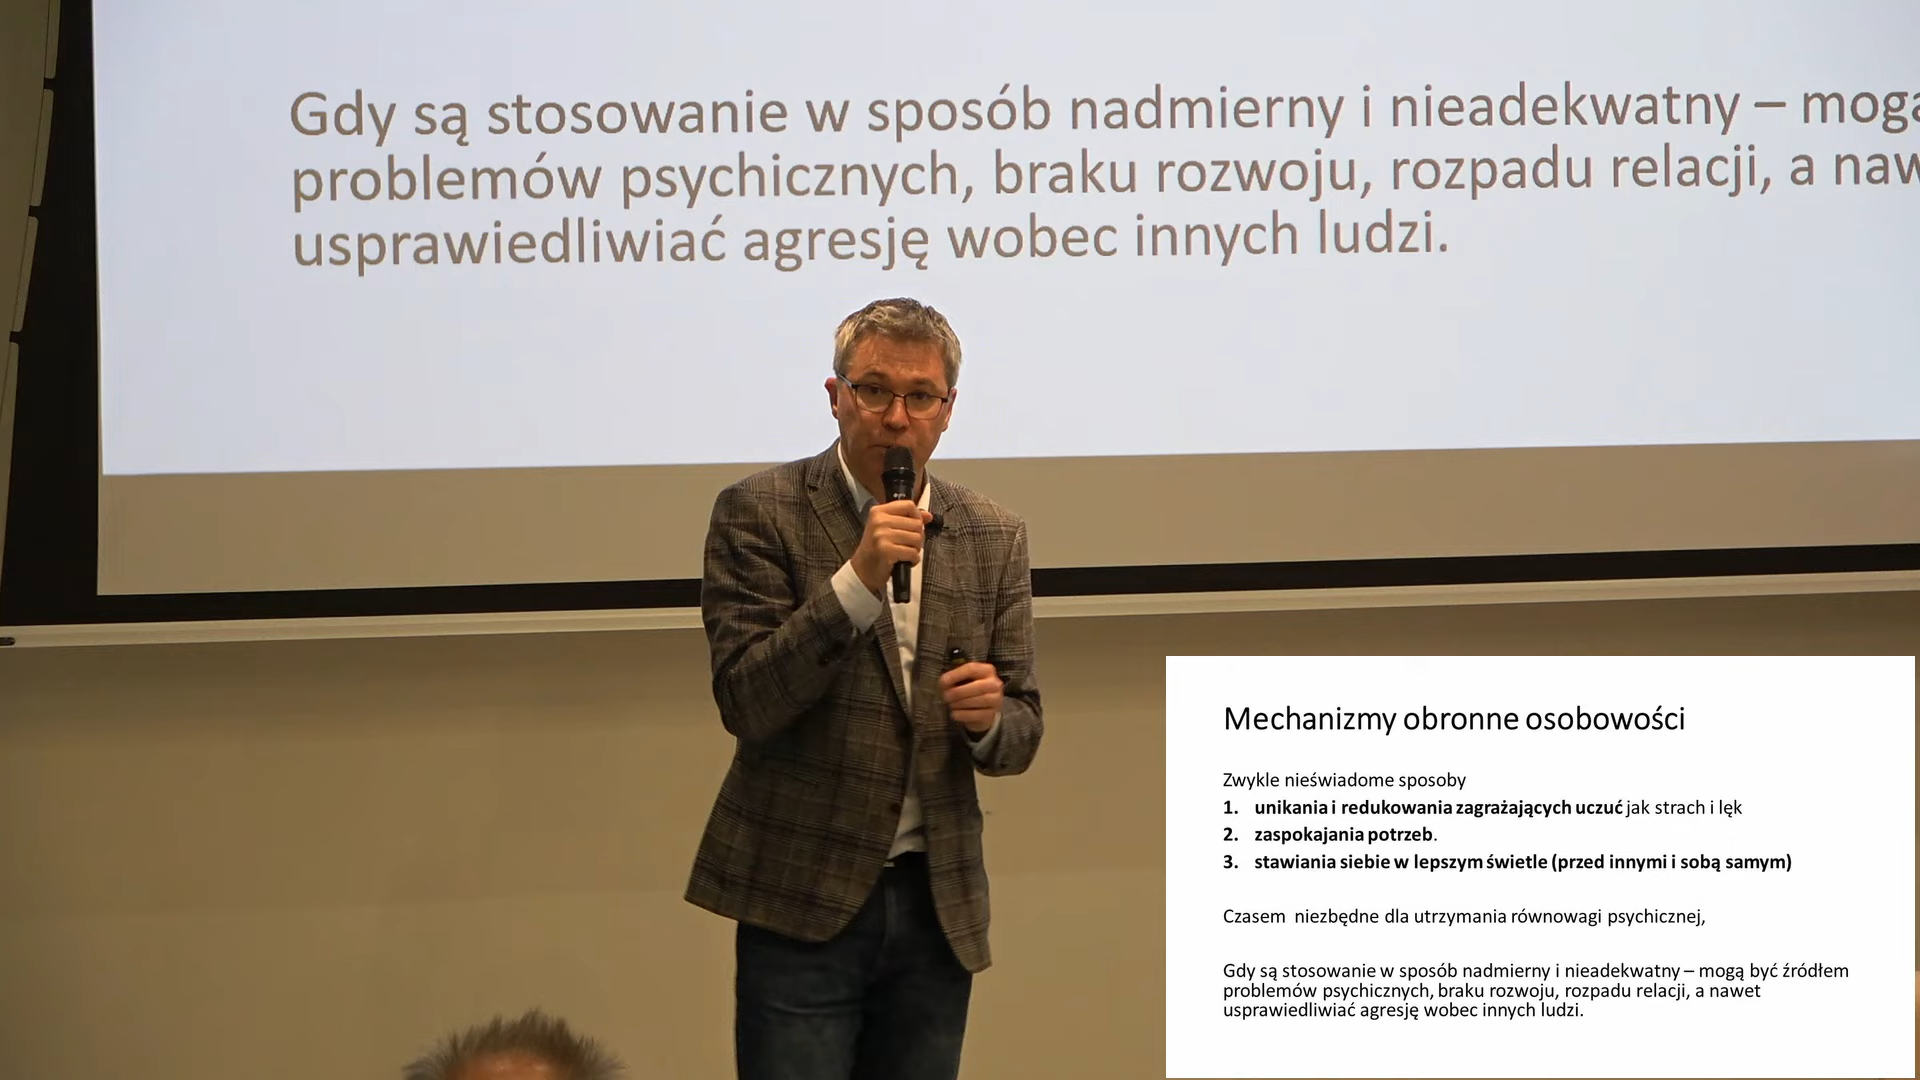 Gdy są stosowanie w sposób nadmierny i nieadekwatny – mogą
problemów psychicznych, braku rozwoju, rozpadu relacji, a naw
usprawiedliwiać agresję wobec innych ludzi.
Mechanizmy obronne osobowości
Zwykle nieświadome sposoby
1. unikania i redukowania zagrażających uczuć jak strach i lęk
2. zaspokajania potrzeb.
3. stawiania siebie w lepszym świetle (przed innymi i sobą samym)
Czasem niezbędne dla utrzymania równowagi psychicznej,
Gdy są stosowanie w sposób nadmierny i nieadekwatny – mogą być źródłem
problemów psychicznych, braku rozwoju, rozpadu relacji, a nawet
usprawiedliwiać agresję wobec innych ludzi.